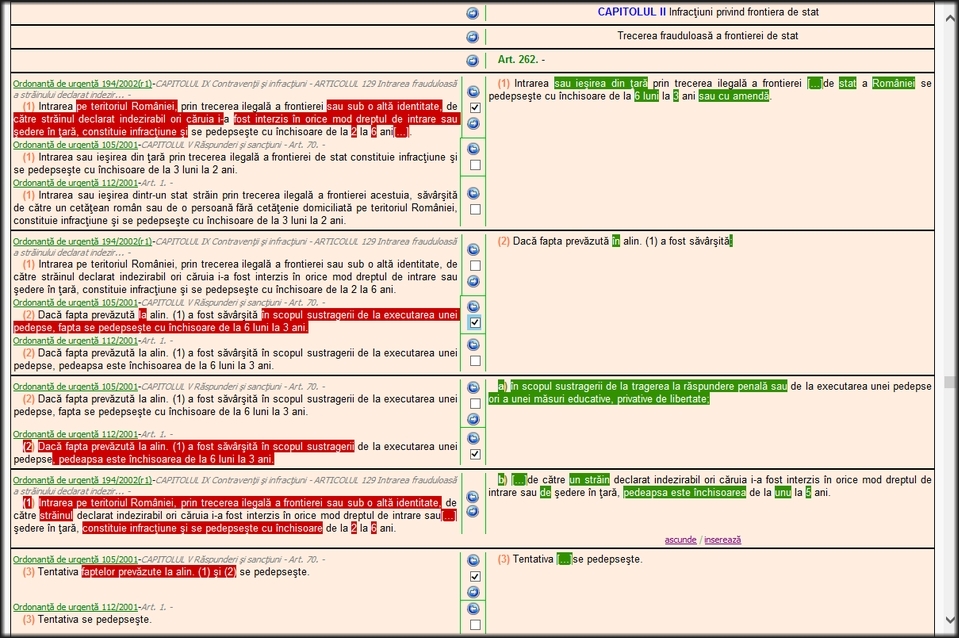 CAPITOLUL II Infracţiuni privind frontiera de stat
Trecerea frauduloasă a frontierei de stat
Art. 262. -
Ordonantă de urgentă 194/2002(r1)-CAPITOLUL IX Contravenţii şi infracţiuni - ARTICOLUL 129 Intrarea frauduloasă
a străinului declarat indezir... -
(1) Intrarea pe teritoriul României, prin trecerea ilegală a frontierei sau sub o altă identitate, de
către străinul declarat indezirabil ori căruia i-a fost interzis în orice mod dreptul de intrare sau
şedere în ţară, constituie infracţiune şi se pedepseşte cu închisoare de la 2 la 6 ani[...].
Ordonantă de urgentă 105/2001-CAPITOLUL V Răspunderi şi sancţiuni - Art. 70. -
(1) Intrarea sau ieşirea din ţară prin trecerea ilegală a frontierei de stat constituie infracţiune şi
se pedepseşte cu închisoare de la 3 luni la 2 ani.
Ordonantă de urgentă 112/2001-Art. 1. -
(1) Intrarea sau ieşirea dintr-un stat străin prin trecerea ilegală a frontierei acestuia, săvârşită
de către un cetăţean român sau de o persoană fără cetăţenie domiciliată pe teritoriul României,
constituie infracţiune şi se pedepseşte cu închisoare de la 3 luni la 2 ani.
(1) Intrarea sau ieşirea din ţară prin trecerea ilegală a frontierei [...]de stat a României se
pedepseşte cu închisoare de la 6 luni la 3 ani sau cu amendă.
Ordonantă de urgentă 194/2002(r1)-CAPITOLUL IX Contravenţii şi infracţiuni - ARTICOLUL 129 Intrarea frauduloasă
a străinului declarat indezir... -
(1) Intrarea pe teritoriul României, prin trecerea ilegală a frontierei sau sub o altă identitate, de
către străinul declarat indezirabil ori căruia i-a fost interzis în orice mod dreptul de intrare sau
şedere în ţară, constituie infracţiune şi se pedepseşte cu închisoare de la 2 la 6 ani.
Ordonantă de urgentă 105/2001-CAPITOLUL V Răspunderi şi sancţiuni - Art. 70. -
(2) Dacă fapta prevăzută la alin. (1) a fost săvârşită în scopul sustragerii de la executarea unei
pedepse, fapta se pedepseşte cu închisoare de la 6 luni la 3 ani.
Ordonantă de urgentă 112/2001-Art. 1. -
(2) Dacă fapta prevăzută la alin. (1) a fost săvârşită în scopul sustragerii de la executarea unei
pedepse, pedeapsa este închisoarea de la 6 luni la 3 ani.
(2) Dacă fapta prevăzută în alin. (1) a fost săvârşită:
Ordonantă de urgentă 105/2001-CAPITOLUL V Răspunderi şi sancţiuni - Art. 70. -
(2) Dacă fapta prevăzută la alin. (1) a fost săvârşită în scopul sustragerii de la executarea unei
pedepse, fapta se pedepseşte cu închisoare de la 6 luni la 3 ani.
Ordonantă de urgentă 112/2001-Art. 1. -
(2) Dacă fapta prevăzută la alin. (1) a fost săvârşită în scopul sustragerii de la executarea unei
pedepse, pedeapsa este închisoarea de la 6 luni la 3 ani.
a) în scopul sustragerii de la tragerea la răspundere penală sau de la executarea unei pedepse
ori a unei măsuri educative, privative de libertate;
Ordonantă de urgentă 194/2002(r1)-CAPITOLUL IX Contravenţii şi infracţiuni - ARTICOLUL 129 Intrarea frauduloasă
a străinului declarat indezir... -
(1) Intrarea pe teritoriul României, prin trecerea ilegală a frontierei sau sub o altă identitate, de
către străinul declarat indezirabil ori căruia i-a fost interzis în orice mod dreptul de intrare sau[...]
şedere în ţară, constituie infracţiune şi se pedepseşte cu închisoare de la 2 la 6 ani.
b) [...]de către un străin declarat indezirabil ori căruia i-a fost interzis în orice mod dreptul de
intrare sau de şedere în ţară, pedeapsa este închisoarea de la unu la 5 ani.
ascunde / inserează
Ordonantă de urgentă 105/2001-CAPITOLUL V Răspunderi şi sancţiuni - Art. 70. -
(3) Tentativa faptelor prevăzute la alin. (1) şi (2) se pedepseşte.
Ordonantă de urgentă 112/2001-Art. 1. -
(3) Tentativa se pedepseşte.
(3) Tentativa [...]se pedepseşte.